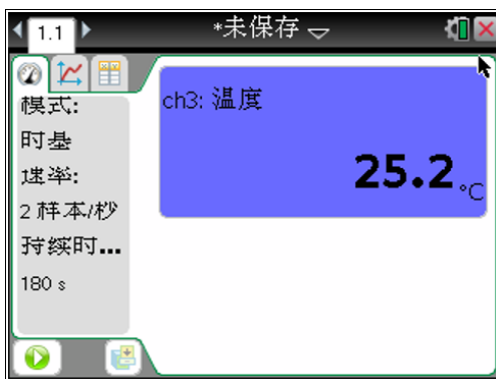 1.1
*未保存
模式:
时基
速率:
2 样本/秒
持续时...
180 s
ch3: 温度
25.2 °C